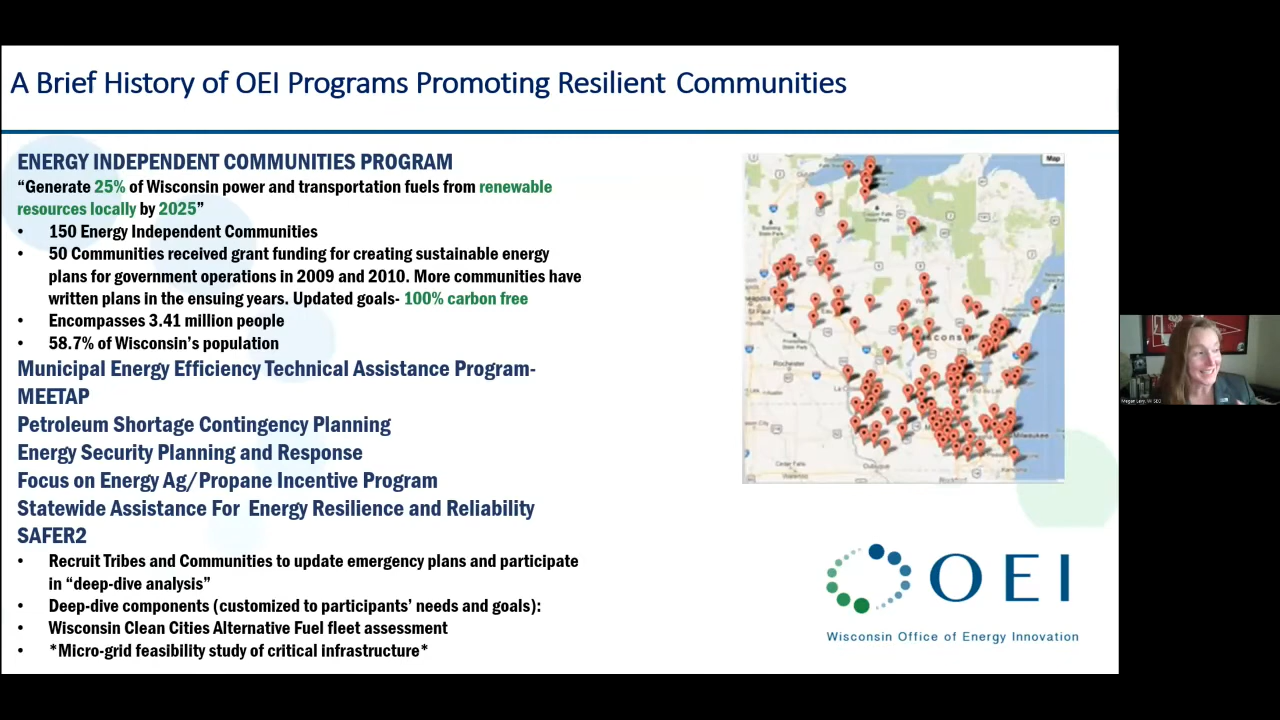 A Brief History of OEI Programs Promoting Resilient Communities
ENERGY INDEPENDENT COMMUNITIES PROGRAM
“Generate 25% of Wisconsin power and transportation fuels from renewable
resources locally by 2025”
• 150 Energy Independent Communities
• 50 Communities received grant funding for creating sustainable energy
plans for government operations in 2009 and 2010. More communities have
written plans in the ensuing years. Updated goals- 100% carbon free
• Encompasses 3.41 million people
• 58.7% of Wisconsin’s population
Municipal Energy Efficiency Technical Assistance Program-
MEETAP
Petroleum Shortage Contingency Planning
Energy Security Planning and Response
Focus on Energy Ag/Propane Incentive Program
Statewide Assistance For Energy Resilience and Reliability
SAFER2
• Recruit Tribes and Communities to update emergency plans and participate
in “deep-dive analysis”
• Deep-dive components (customized to participants’ needs and goals):
• Wisconsin Clean Cities Alternative Fuel fleet assessment
• *Micro-grid feasibility study of critical infrastructure*
Map
Rochester
Milwaukee
Dubuque
OEI
Wisconsin Office of Energy Innovation